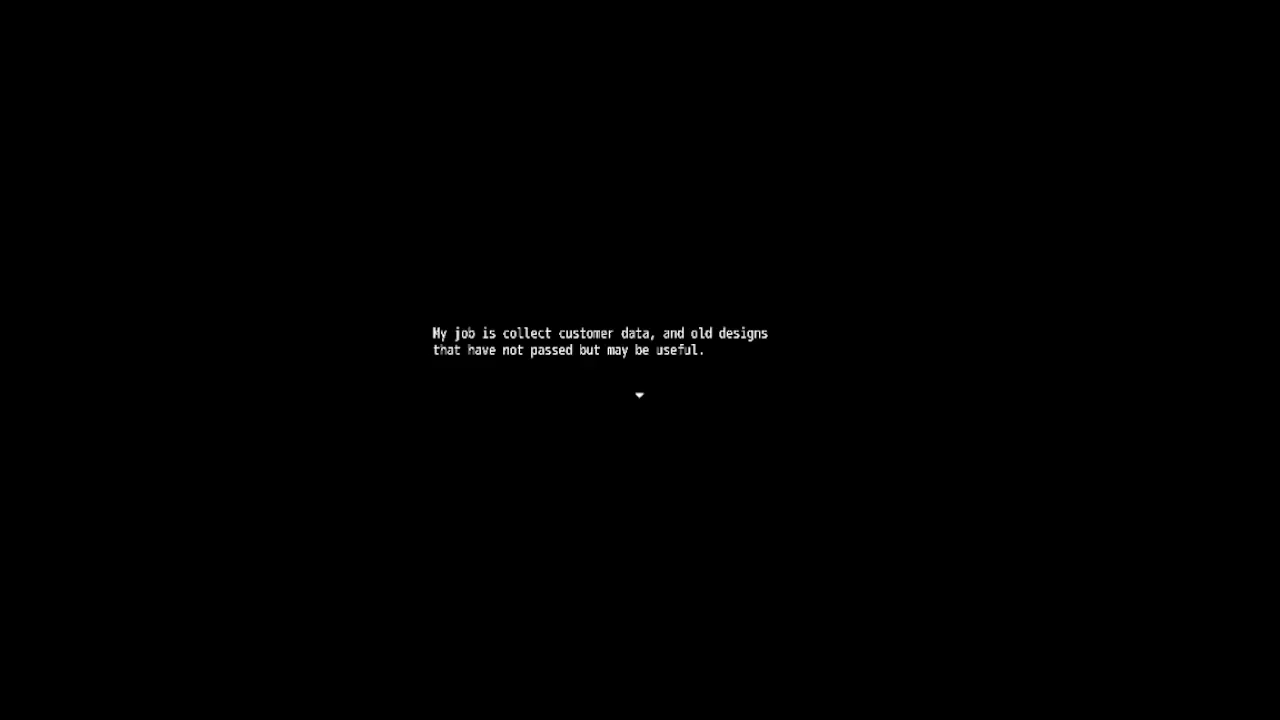 My job is collect customer data, and old designs
that have not passed but may be useful.